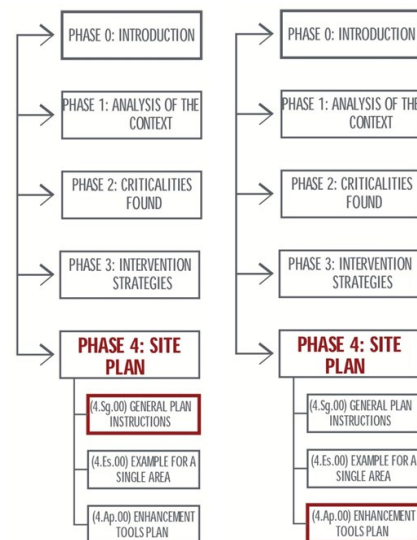 PHASE 0: INTRODUCTION
PHASE 1: ANALYSIS OF THE
CONTEXT
PHASE 2: CRITICALITIES
FOUND
PHASE 3: INTERVENTION
STRATEGIES
PHASE 4: SITE
PLAN
(4.Sg.00) GENERAL PLAN
INSTRUCTIONS
(4.Es.00) EXAMPLE FOR A
SINGLE AREA
(4.Ap.00) ENHANCEMENT
TOOLS PLAN
PHASE 0: INTRODUCTION
PHASE 1: ANALYSIS OF THE
CONTEXT
PHASE 2: CRITICALITIES
FOUND
PHASE 3: INTERVENTION
STRATEGIES
PHASE 4: SITE
PLAN
(4.Sg.00) GENERAL PLAN
INSTRUCTIONS
(4.Es.00) EXAMPLE FOR A
SINGLE AREA
(4.Ap.00) ENHANCEMENT
TOOLS PLAN